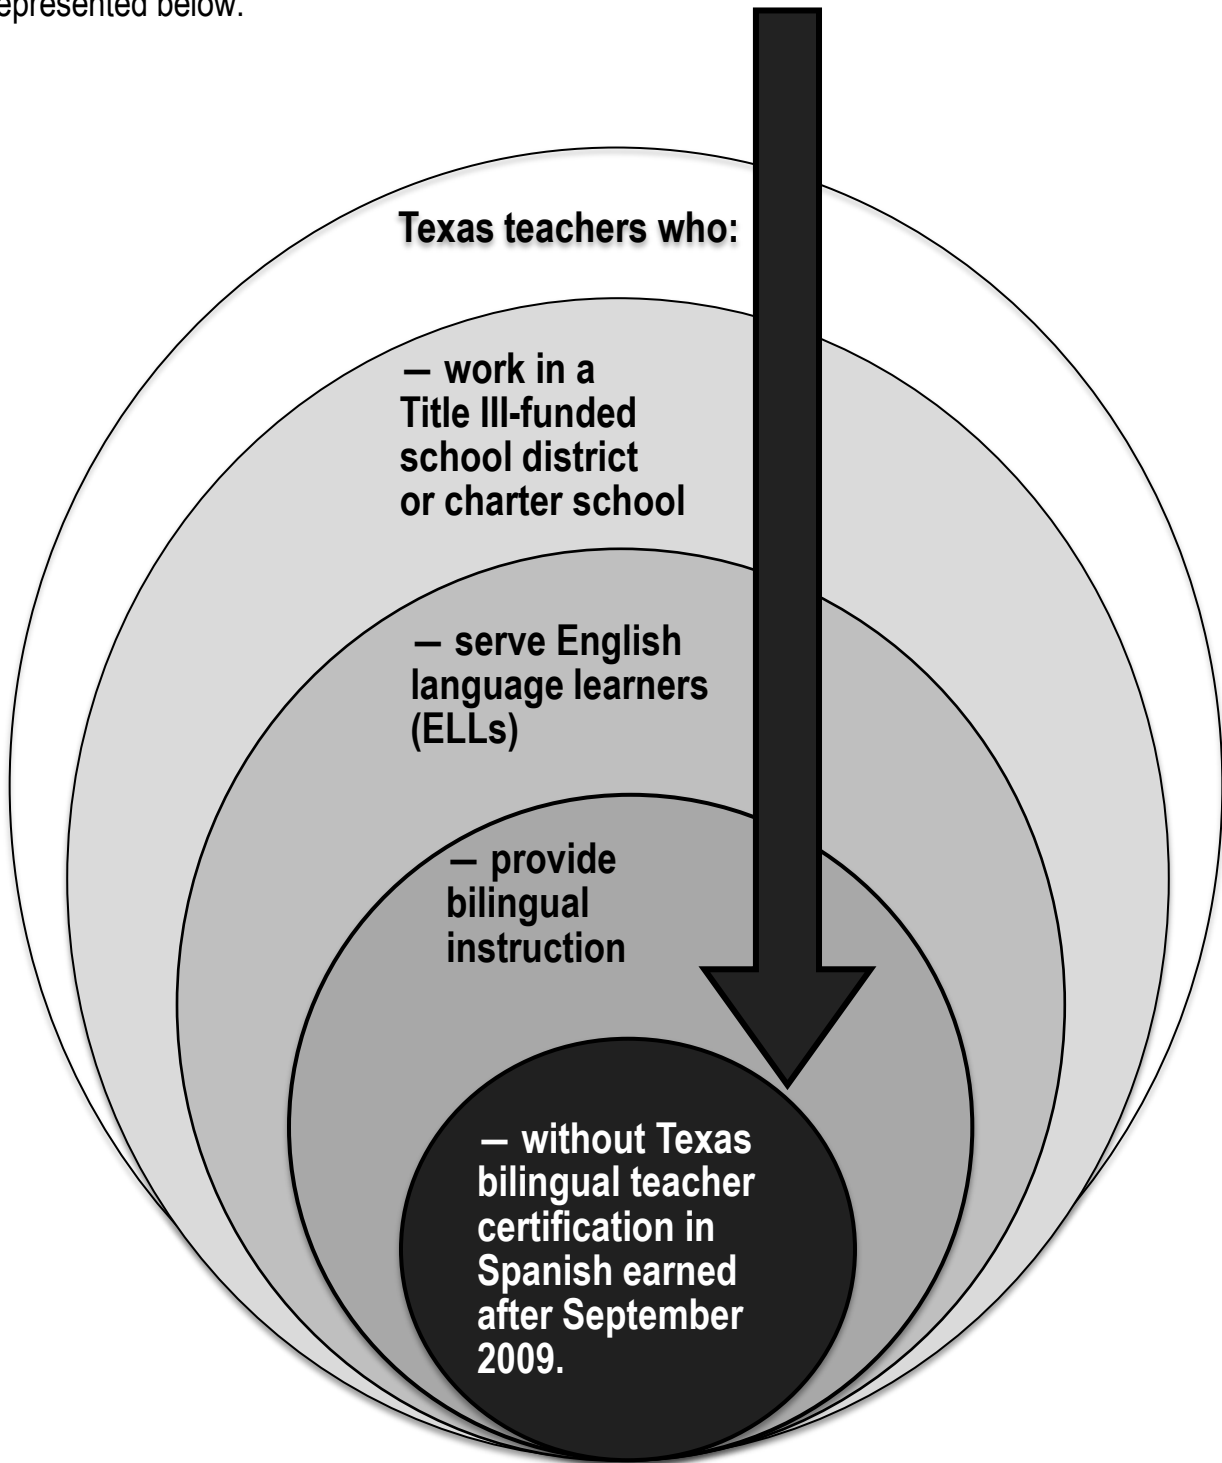 epresented below.
Texas teachers who:
— work in a
Title III-funded
school district
or charter school
— serve English
language learners
(ELLs)
— provide
bilingual
instruction
— without Texas
bilingual teacher
certification in
Spanish earned
after September
2009.